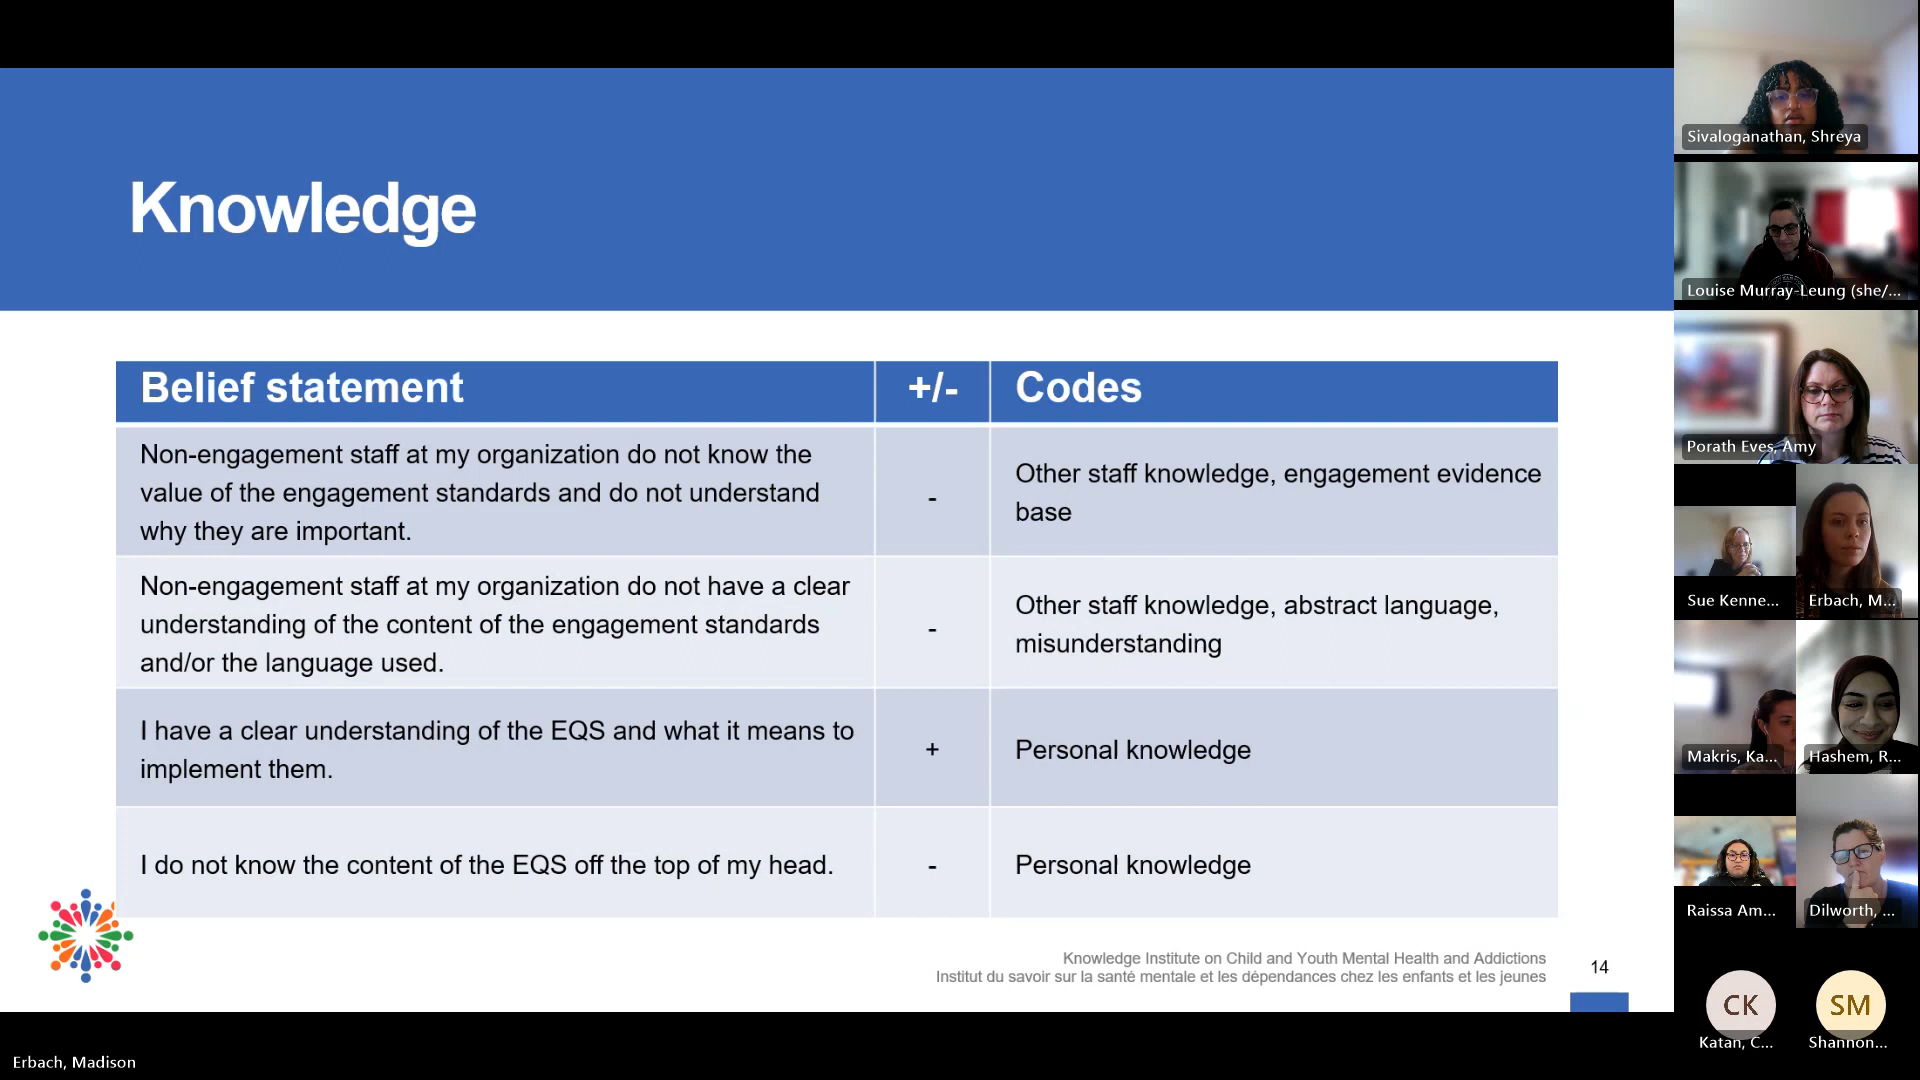 Knowledge
Belief statement
+/-
Codes
Non-engagement staff at my organization do not know the
value of the engagement standards and do not understand
why they are important.
-
Other staff knowledge, engagement evidence
base
Non-engagement staff at my organization do not have a clear
understanding of the content of the engagement standards
and/or the language used.
-
Other staff knowledge, abstract language,
misunderstanding
I have a clear understanding of the EQS and what it means to
implement them.
+
Personal knowledge
I do not know the content of the EQS off the top of my head.
-
Personal knowledge
Knowledge Institute on Child and Youth Mental Health and Addictions
Institut du savoir sur la santé mentale et les dépendances chez les enfants et les jeunes
14
Erbach, Madison
Sivaloganathan, Shreya
Louise Murray-Leung (she/...
Porath Eves, Amy
Sue Kenne...
Erbach, M...
Makris, Ka...
Hashem, R...
Raissa Am...
Dilworth, ...
CK
Katan, C...
SM
Shannon...